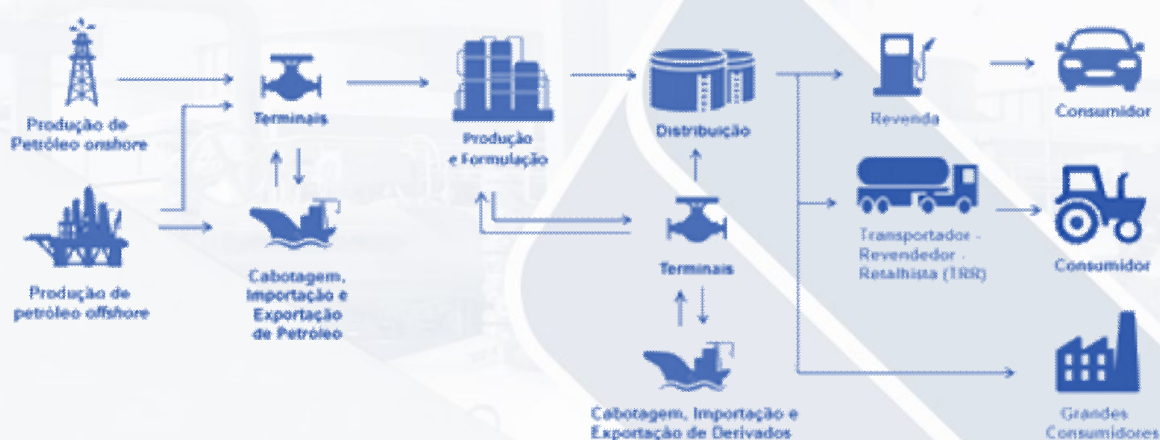 Produção de
Petróleo onshore
Terminais
Produção
e Formulação
Distribuição
Revenda
Consumidor
Produção de
petróleo offshore
Cabotagem,
Importação e
Exportação
de Petróleo
Terminais
Transportador -
Revendedor -
Retalhista (TRR)
Consumidor
Cabotagem, Importação e
Exportação de Derivados
Grandes
Consumidores